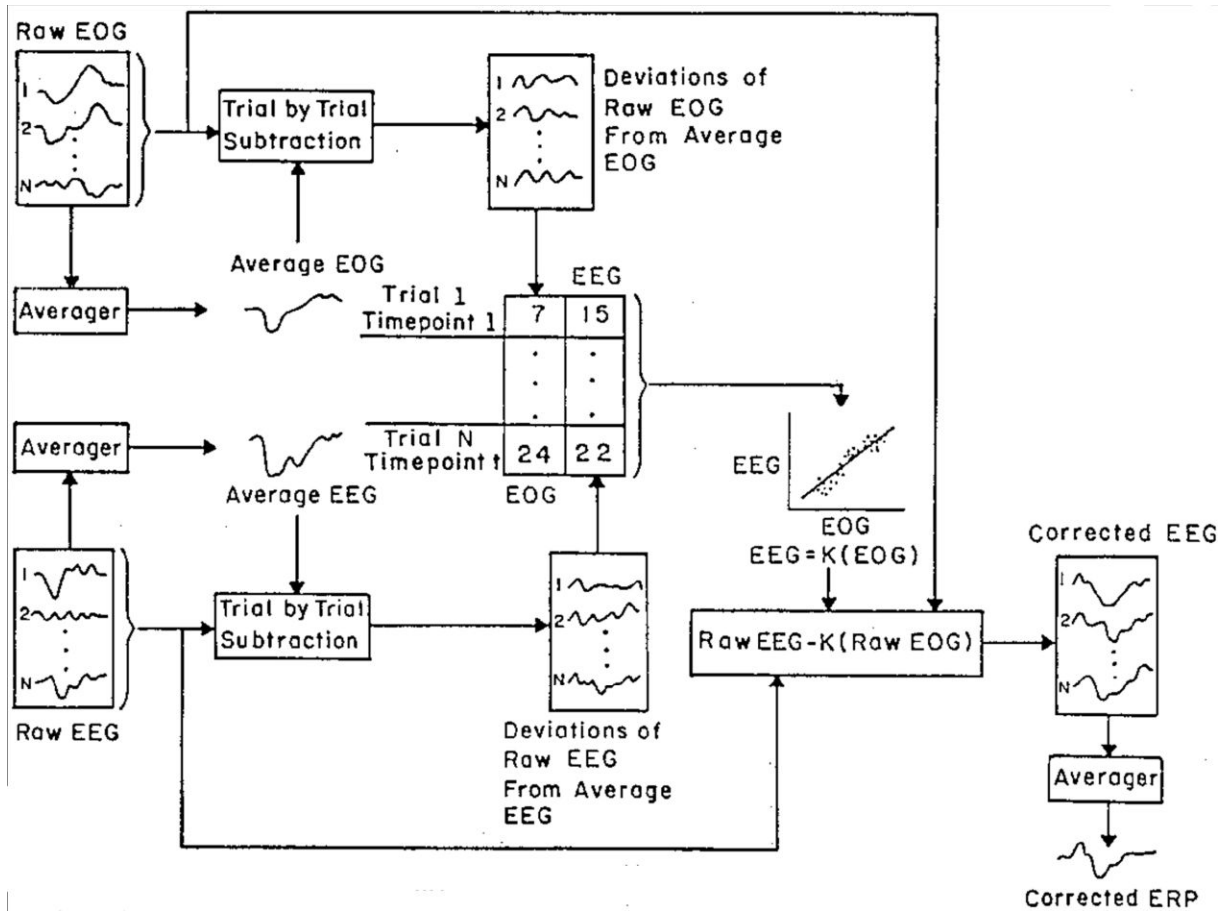 Raw EOG
1
2
N
Trial by Trial
Subtraction
1
2
N
Deviations of
Raw EOG
From Average
EOG
Averager
Average EOG
Trial 1
Timepoint 1
EEG
7 15
Averager
Average EEG
Trial N
Timepoint t
24 22
EOG
EEG
EOG
EEG=K(EOG)
1
2
N
Raw EEG
Trial by Trial
Subtraction
1
2
N
Deviations of
Raw EEG
From Average
EEG
Raw EEG-K(Raw EOG)
Corrected EEG
1
2
N
Averager
Corrected ERP